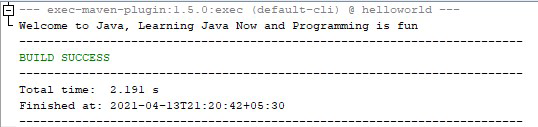 --- exec-maven-plugin:1.5.0:exec (default-cli) @ helloworld ---
Welcome to Java, Learning Java Now and Programming is fun
------------------------------------------------------------------------
BUILD SUCCESS
------------------------------------------------------------------------
Total time:  2.191 s
Finished at: 2021-04-13T21:20:42+05:30
------------------------------------------------------------------------